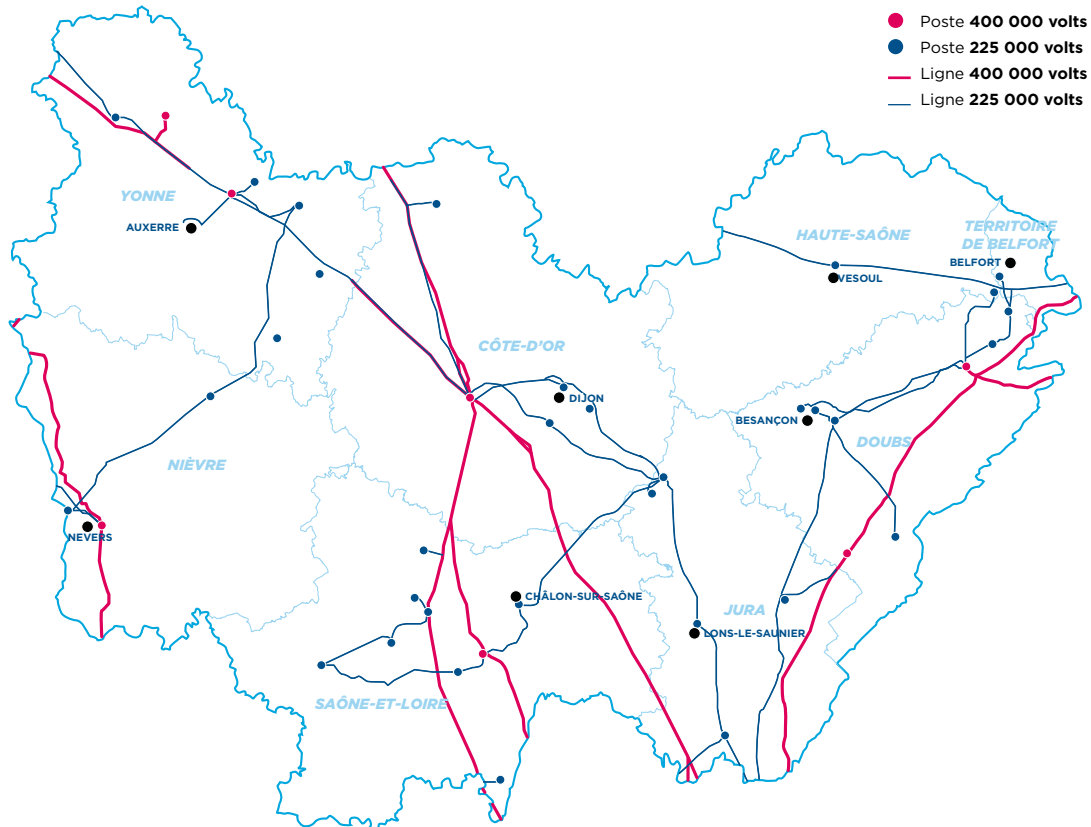 Poste 400 000 volts
Poste 225 000 volts
Ligne 400 000 volts
Ligne 225 000 volts
YONNE
AUXERRE
HAUTE-SAÔNE
TERRITOIRE
DE BELFORT
BELFORT
VESOUL
CÔTE-D'OR
DIJON
BESANÇON
DOUBS
NIÈVRE
NEVERS
CHÂLON-SUR-SAÔNE
JURA
LONS-LE-SAUNIER
SAÔNE-ET-LOIRE